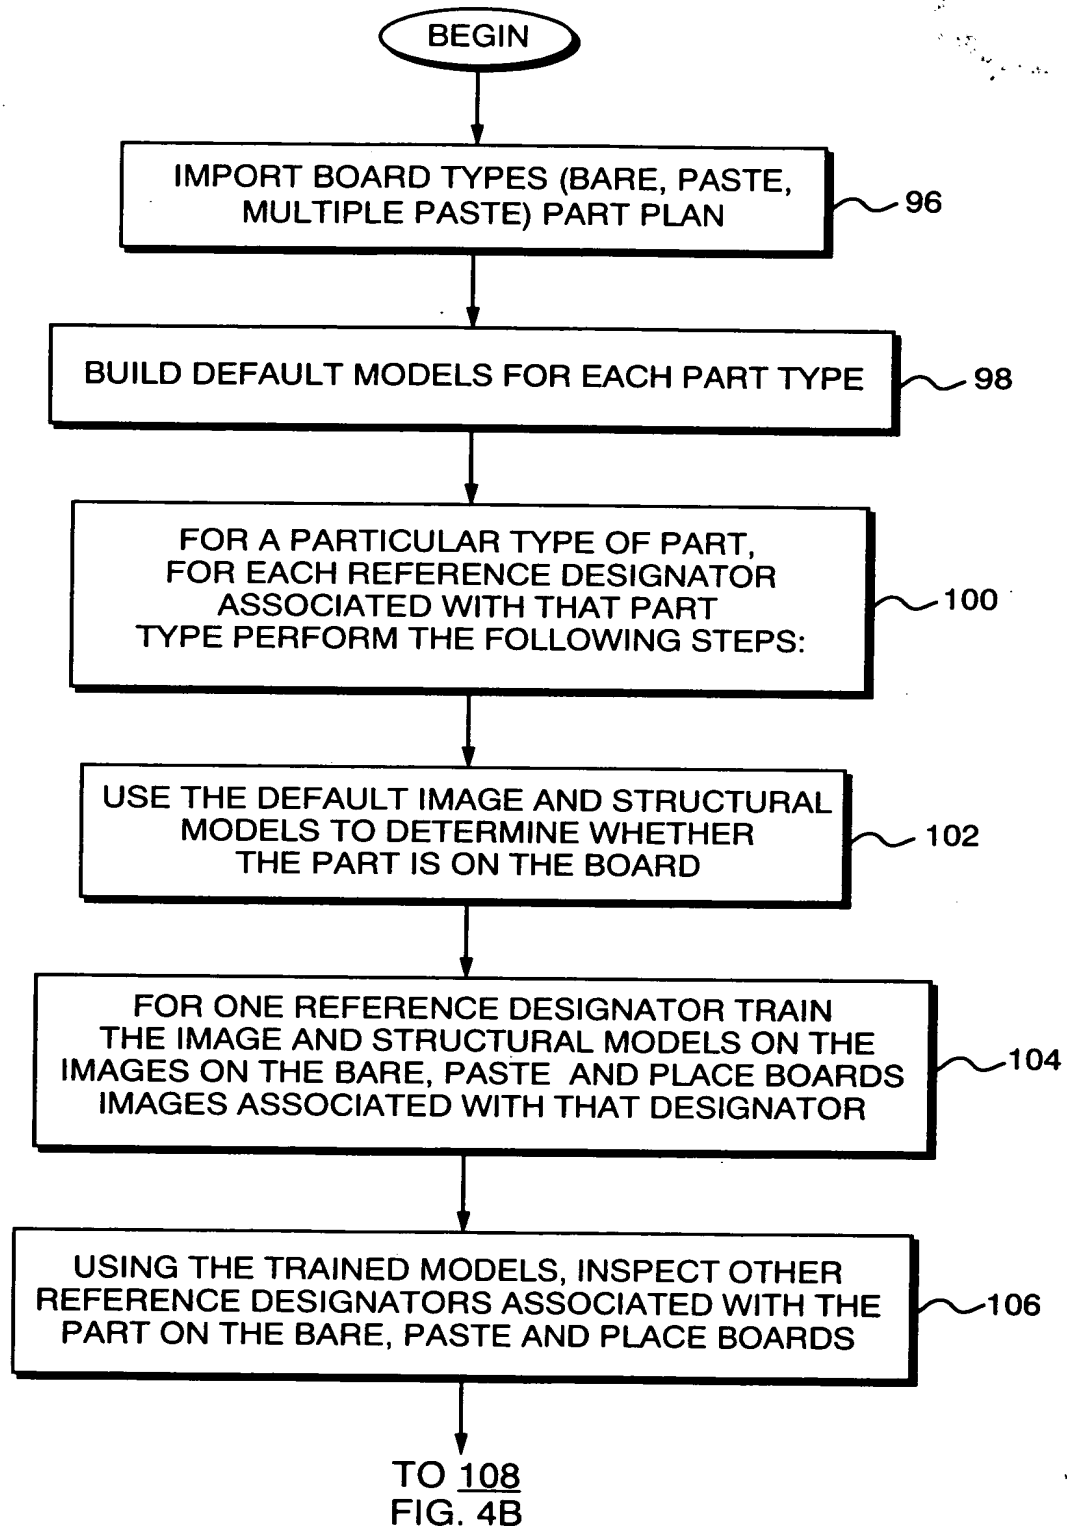 BEGIN
IMPORT BOARD TYPES (BARE, PASTE,
MULTIPLE PASTE) PART PLAN
96
BUILD DEFAULT MODELS FOR EACH PART TYPE
98
FOR A PARTICULAR TYPE OF PART,
FOR EACH REFERENCE DESIGNATOR
ASSOCIATED WITH THAT PART
TYPE PERFORM THE FOLLOWING STEPS:
100
USE THE DEFAULT IMAGE AND STRUCTURAL
MODELS TO DETERMINE WHETHER
THE PART IS ON THE BOARD
102
FOR ONE REFERENCE DESIGNATOR TRAIN
THE IMAGE AND STRUCTURAL MODELS ON THE
IMAGES ON THE BARE, PASTE AND PLACE BOARDS
IMAGES ASSOCIATED WITH THAT DESIGNATOR
104
USING THE TRAINED MODELS, INSPECT OTHER
REFERENCE DESIGNATORS ASSOCIATED WITH THE
PART ON THE BARE, PASTE AND PLACE BOARDS
106
TO 108
FIG. 4B